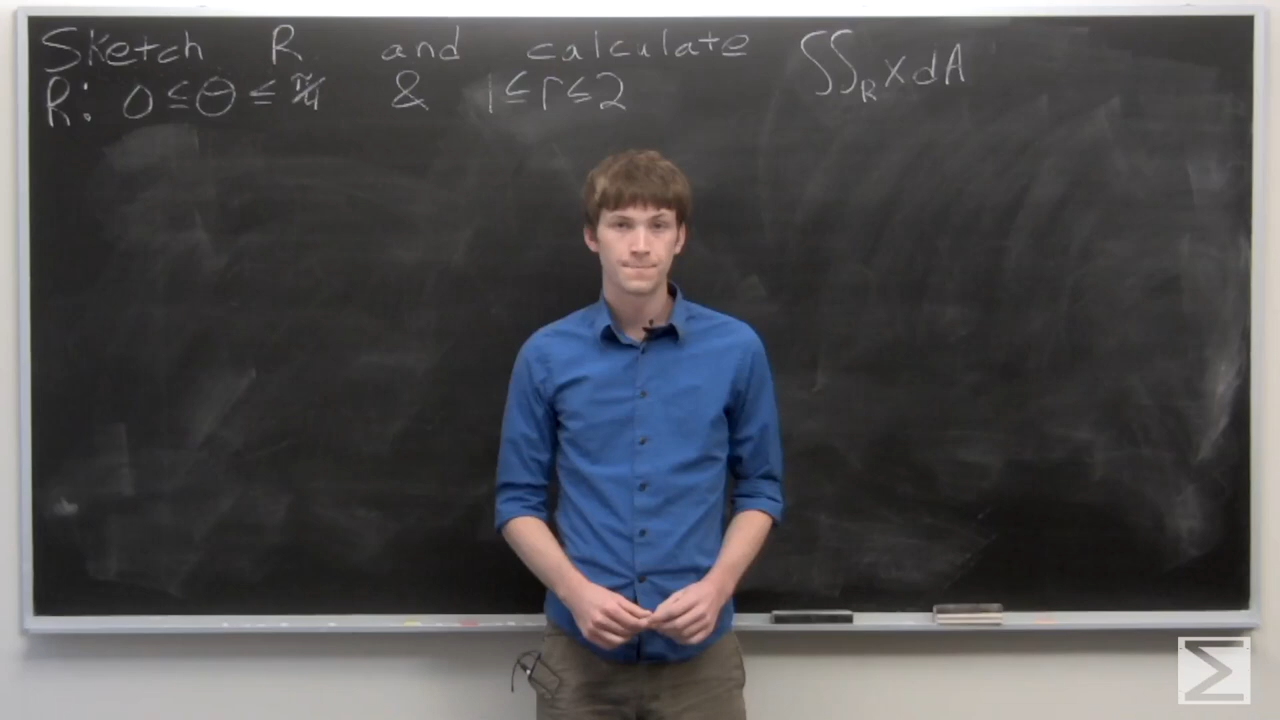 Sketch R and calculate ∬_R x dA
R: 0 ≤ θ ≤ π/4 & 1 ≤ r ≤ 2
Σ